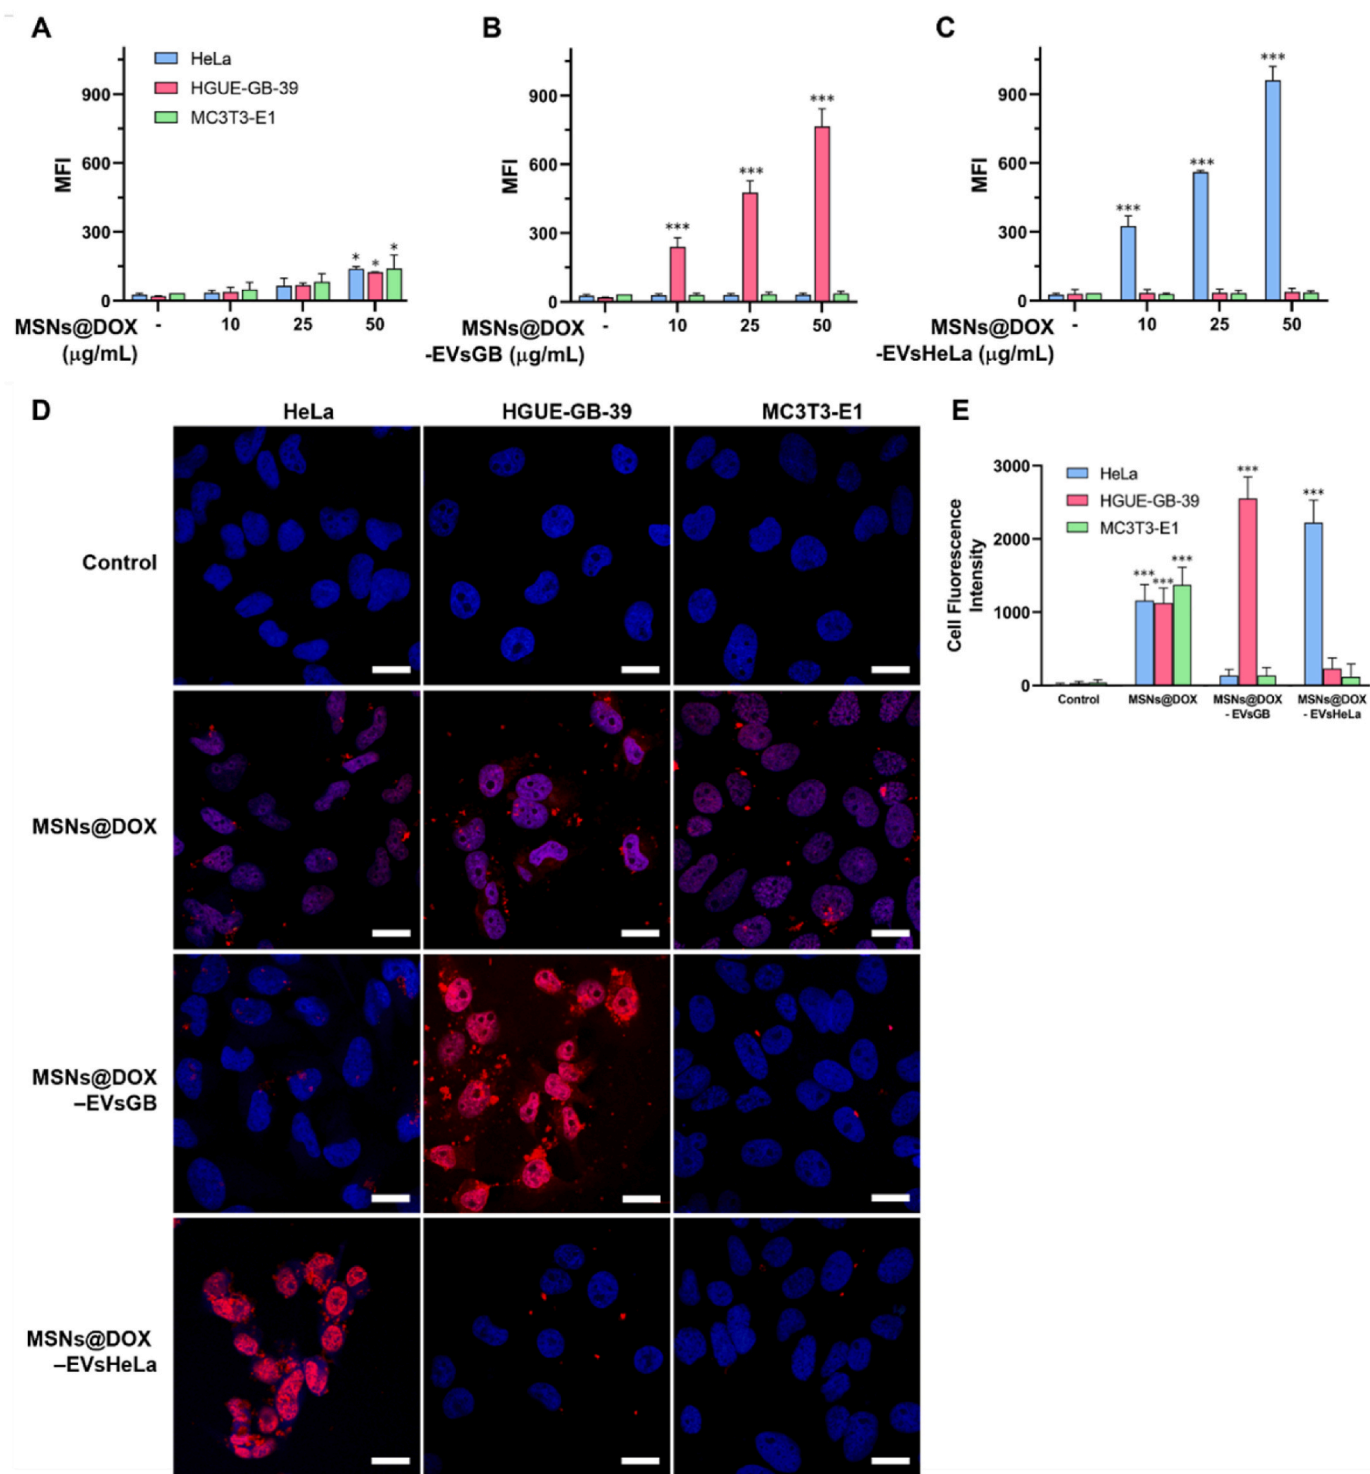 A
HeLa
HGUE-GB-39
MC3T3-E1
900
600
300
0
MFI
*
*
*
MSNs@DOX
(μg/mL)
-
10
25
50
B
900
600
300
0
MFI
***
***
***
MSNs@DOX
-EVsGB (μg/mL)
-
10
25
50
C
900
600
300
0
MFI
***
***
***
MSNs@DOX
-EVsHeLa (μg/mL)
-
10
25
50
D
HeLa
HGUE-GB-39
MC3T3-E1
Control
MSNs@DOX
MSNs@DOX
–EVsGB
MSNs@DOX
–EVsHeLa
E
HeLa
HGUE-GB-39
MC3T3-E1
3000
2000
1000
0
Cell Fluorescence
Intensity
***
***
***
***
***
Control
MSNs@DOX
MSNs@DOX
- EVsGB
MSNs@DOX
- EVsHeLa